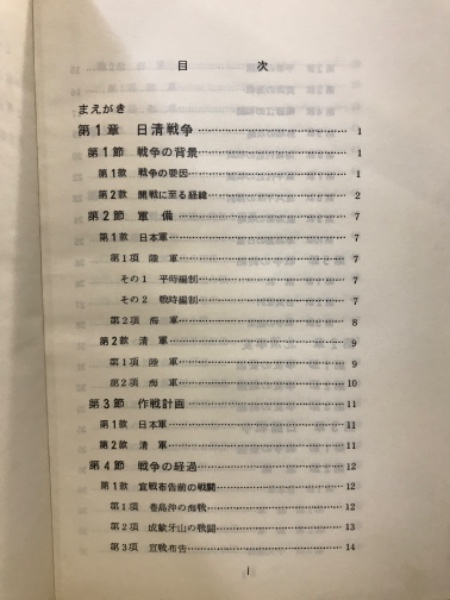 目次
まえがき
第1章 日清戦争……………1
第1節 戦争の背景……………1
第1款 戦争の要因……………1
第2款 開戦に至る経緯……………2
第2節 軍備……………7
第1款 日本軍……………7
第1項 陸軍……………7
その1 平時編制……………7
その2 戦時編制……………7
第2項 海軍……………8
第2款 清軍……………9
第1項 陸軍……………9
第2項 海軍……………10
第3節 作戦計画……………11
第1款 日本軍……………11
第2款 清軍……………11
第4節 戦争の経過……………12
第1款 宣戦布告前の戦闘……………12
第1項 豊島沖の海戦……………12
第2項 成歓牙山の戦闘……………13
第3項 宣戦布告……………14
i